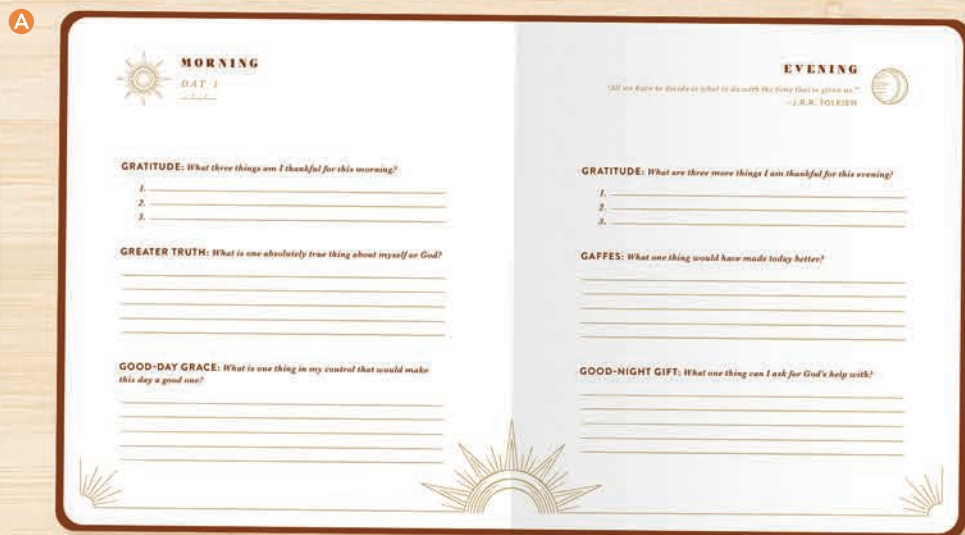 A
MORNING
DAY 1
GRATITUDE: What three things am I thankful for this morning?
1.
2.
3.
GREATER TRUTH: What is one absolutely true thing about myself or God?
GOOD-DAY GRACE: What is one thing in my control that would make
this day a good one?
EVENING
"All we have to decide is what to do with the time that is given us."
—J.R.R. TOLKIEN
GRATITUDE: What are three more things I am thankful for this evening?
1.
2.
3.
GAFFES: What one thing would have made today better?
GOOD-NIGHT GIFT: What one thing can I ask for God's help with?